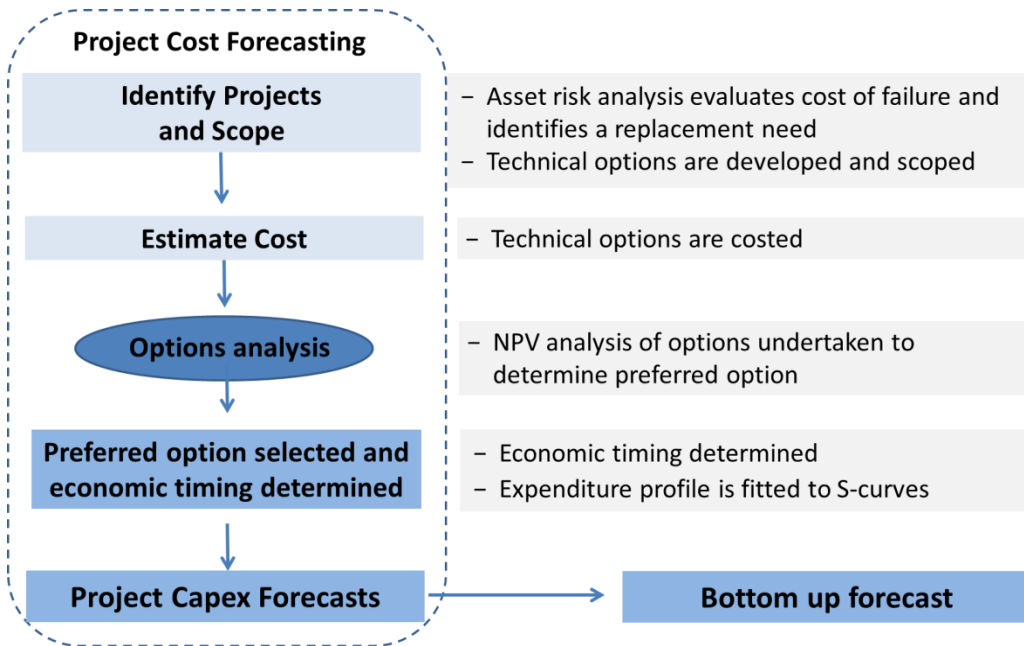 Project Cost Forecasting
Identify Projects
and Scope
− Asset risk analysis evaluates cost of failure and
identifies a replacement need
− Technical options are developed and scoped
Estimate Cost
− Technical options are costed
Options analysis
− NPV analysis of options undertaken to
determine preferred option
Preferred option selected and
economic timing determined
− Economic timing determined
− Expenditure profile is fitted to S-curves
Project Capex Forecasts
Bottom up forecast